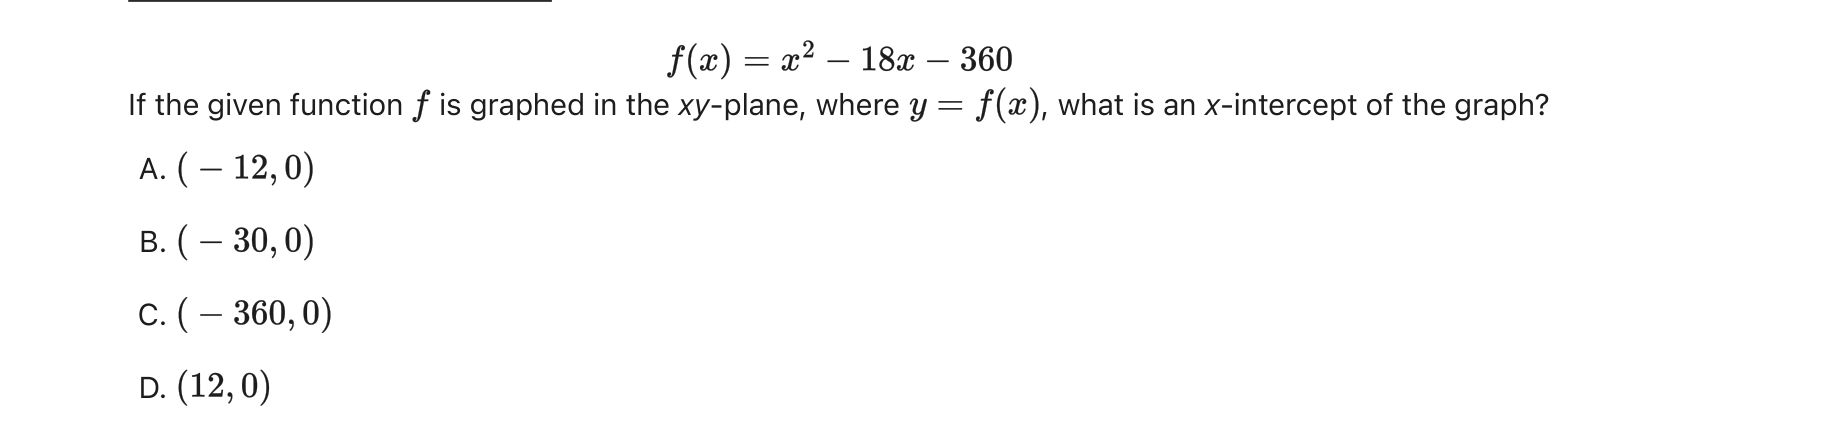 f(x) = x² − 18x − 360
If the given function f is graphed in the xy-plane, where y = f(x), what is an x-intercept of the graph?
A. ( − 12, 0)
B. ( − 30, 0)
C. ( − 360, 0)
D. (12, 0)